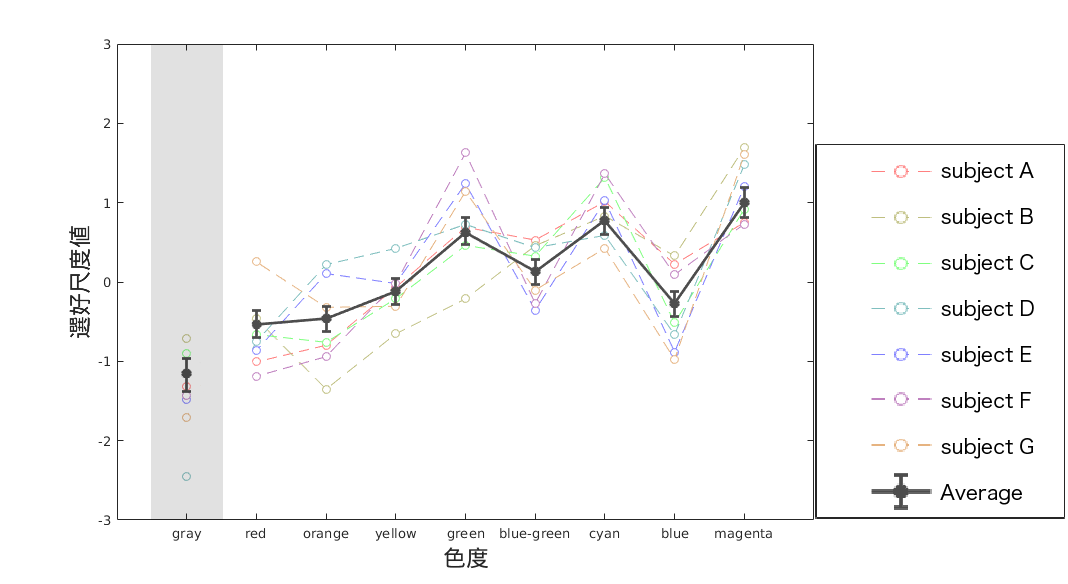 3
2
1
0
-1
-2
-3
選好尺度値
gray red orange yellow green blue-green cyan blue magenta
色度
subject A
subject B
subject C
subject D
subject E
subject F
subject G
Average